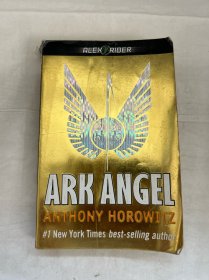 ALEX RIDER
ARK ANGEL
ANTHONY HOROWITZ
#1 New York Times best-selling author